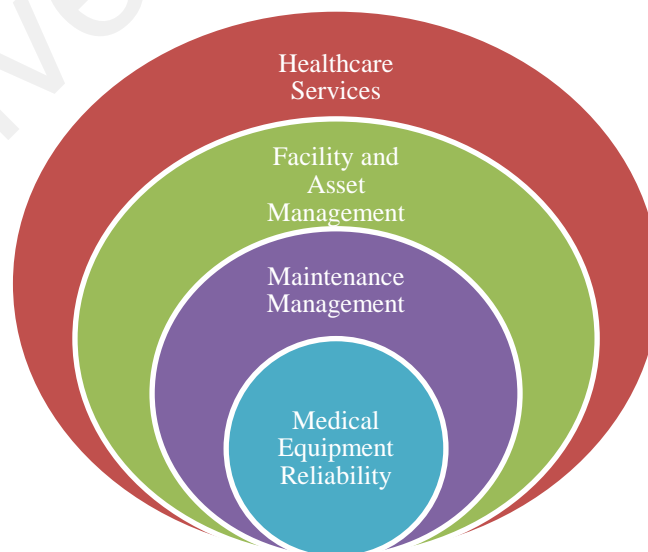 Healthcare
Services
Facility and
Asset
Management
Maintenance
Management
Medical
Equipment
Reliability